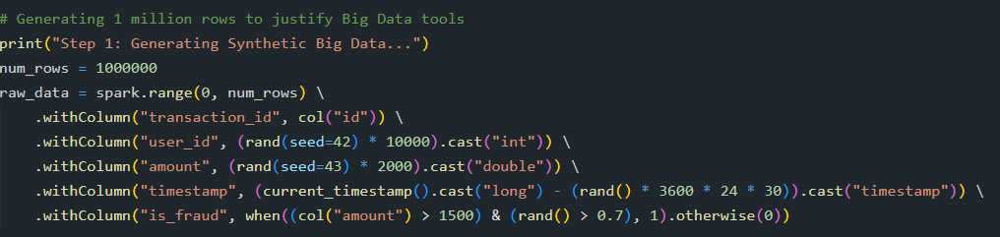 # Generating 1 million rows to justify Big Data tools
print("Step 1: Generating Synthetic Big Data...")
num_rows = 1000000
raw_data = spark.range(0, num_rows) \
    .withColumn("transaction_id", col("id")) \
    .withColumn("user_id", (rand(seed=42) * 10000).cast("int")) \
    .withColumn("amount", (rand(seed=43) * 2000).cast("double")) \
    .withColumn("timestamp", (current_timestamp().cast("long") - (rand() * 3600 * 24 * 30)).cast("timestamp")) \
    .withColumn("is_fraud", when((col("amount") > 1500) & (rand() > 0.7), 1).otherwise(0))